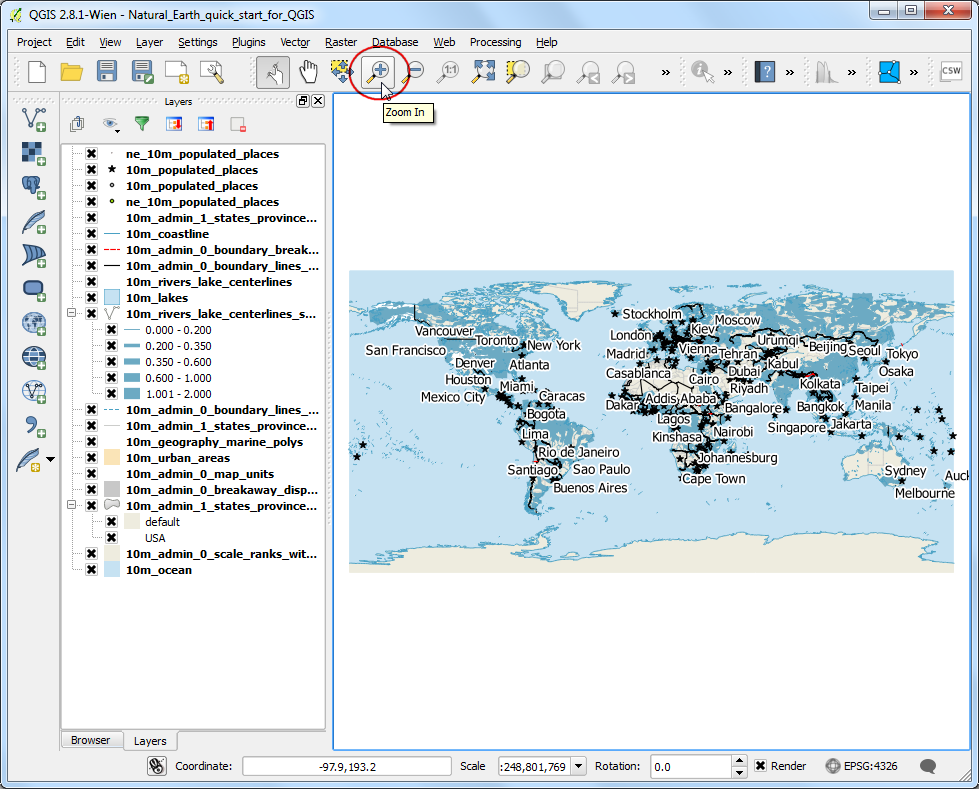 QGIS 2.8.1-Wien - Natural_Earth_quick_start_for_QGIS
Project Edit View Layer Settings Plugins Vector Raster Database Web Processing Help
1:1 » » ? » » » CSW
Zoom In
Layers
ne_10m_populated_places
10m_populated_places
10m_populated_places
ne_10m_populated_places
10m_admin_1_states_province...
10m_coastline
10m_admin_0_boundary_break...
10m_admin_0_boundary_lines_...
10m_rivers_lake_centerlines
10m_lakes
10m_rivers_lake_centerlines_s...
0.000 - 0.200
0.200 - 0.350
0.350 - 0.600
0.600 - 1.000
1.001 - 2.000
10m_admin_0_boundary_lines_...
10m_admin_1_states_province...
10m_geography_marine_polys
10m_urban_areas
10m_admin_0_map_units
10m_admin_0_breakaway_disp...
10m_admin_1_states_province...
default
USA
10m_admin_0_scale_ranks_wit...
10m_ocean
Stockholm
Moscow
Vancouver
London
Kiev
Toronto
New York
Urumqi
Beijing
Seoul
Tokyo
San Francisco
Madrid
Vienna
Tehran
Kabul
Denver
Atlanta
Casablanca
Cairo
Dubai
Osaka
Houston
Miami
Riyadh
Kolkata
Taipei
Mexico City
Caracas
Dakar
Addis Ababa
Bangalore
Bangkok
Manila
Bogota
Lagos
Singapore
Jakarta
Lima
Kinshasa
Nairobi
Rio de Janeiro
Johannesburg
Santiago
Sao Paulo
Cape Town
Sydney
Auck
Buenos Aires
Melbourne
Browser Layers
Coordinate: -97.9,193.2 Scale :248,801,769 Rotation: 0.0 Render EPSG:4326